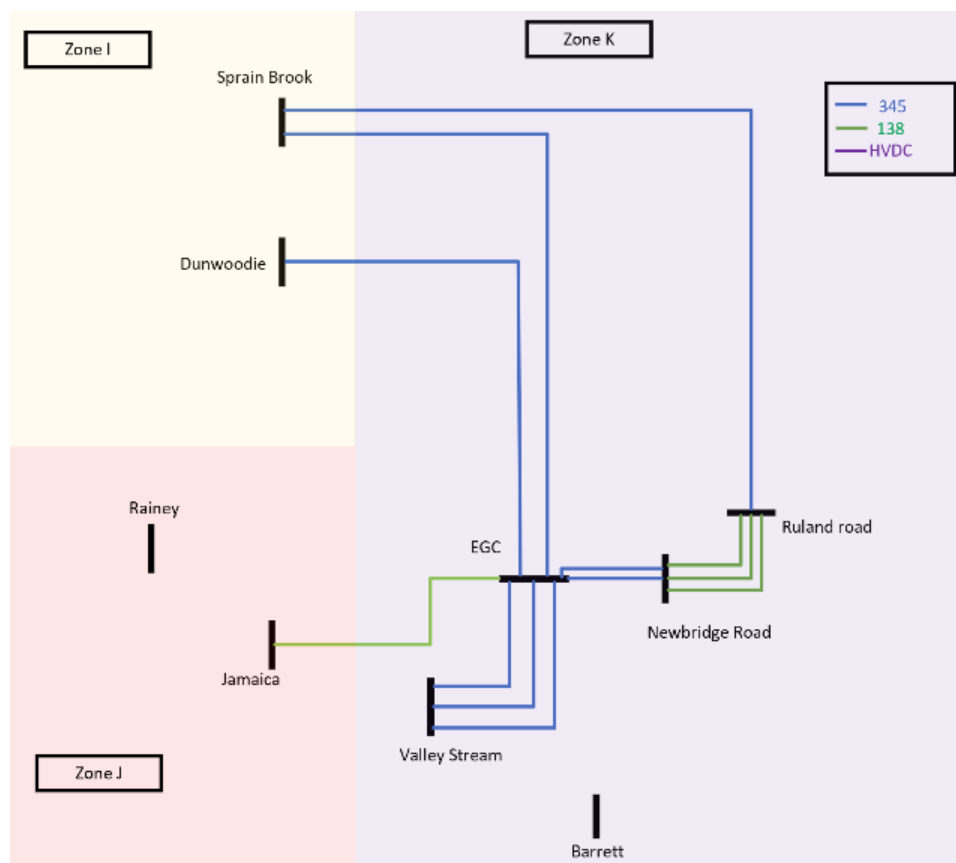 Zone I
Zone K
Sprain Brook
345
138
HVDC
Dunwoodie
Rainey
Ruland road
EGC
Newbridge Road
Jamaica
Valley Stream
Zone J
Barrett